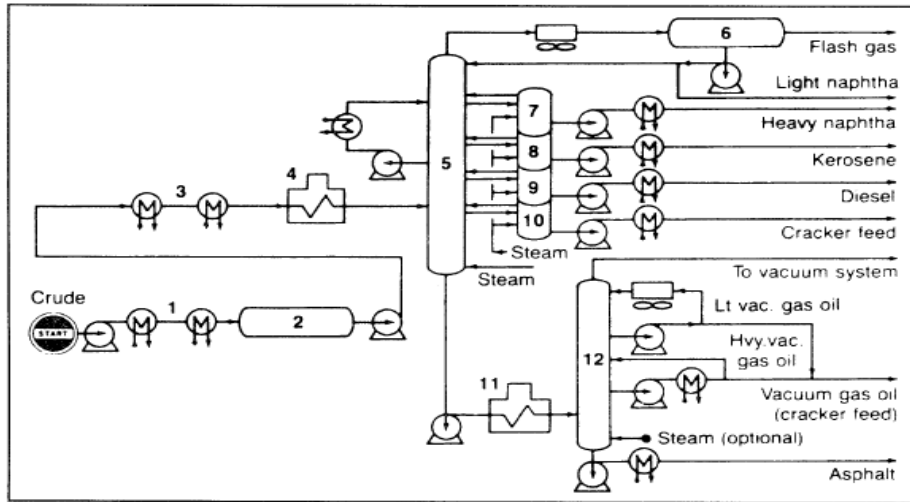 6
Flash gas
Light naphtha
7
Heavy naphtha
4
5
8
Kerosene
3
9
Diesel
10
Cracker feed
Steam
Steam
To vacuum system
Crude
START
1
2
Lt vac. gas oil
Hvy.vac.
gas oil
12
11
Vacuum gas oil
(cracker feed)
Steam (optional)
Asphalt